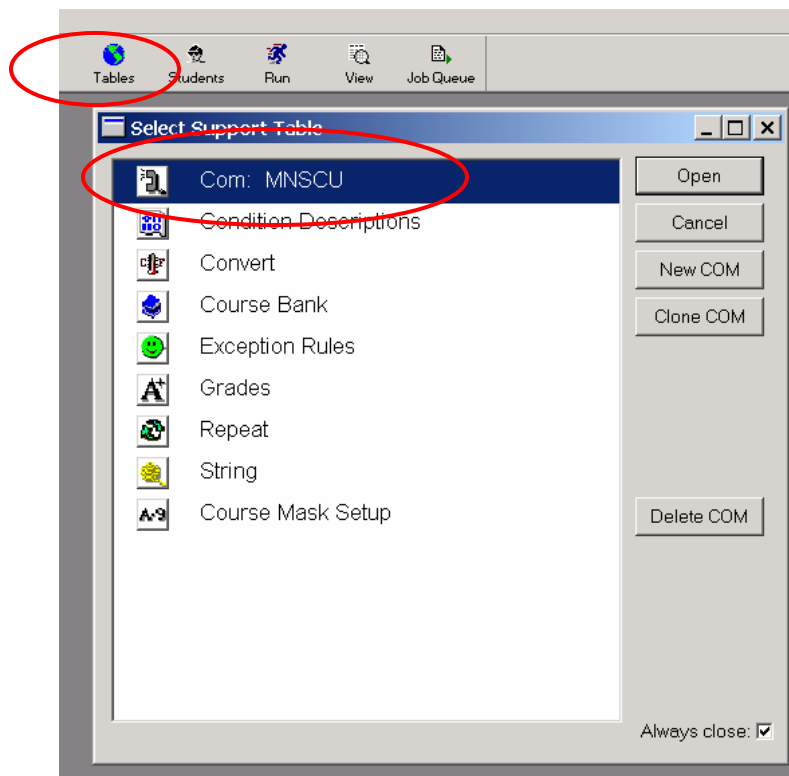 Tables Students Run View Job Queue
Select Support Table
Com: MNSCU
Condition Descriptions
Convert
Course Bank
Exception Rules
Grades
Repeat
String
Course Mask Setup
Open
Cancel
New COM
Clone COM
Delete COM
Always close: